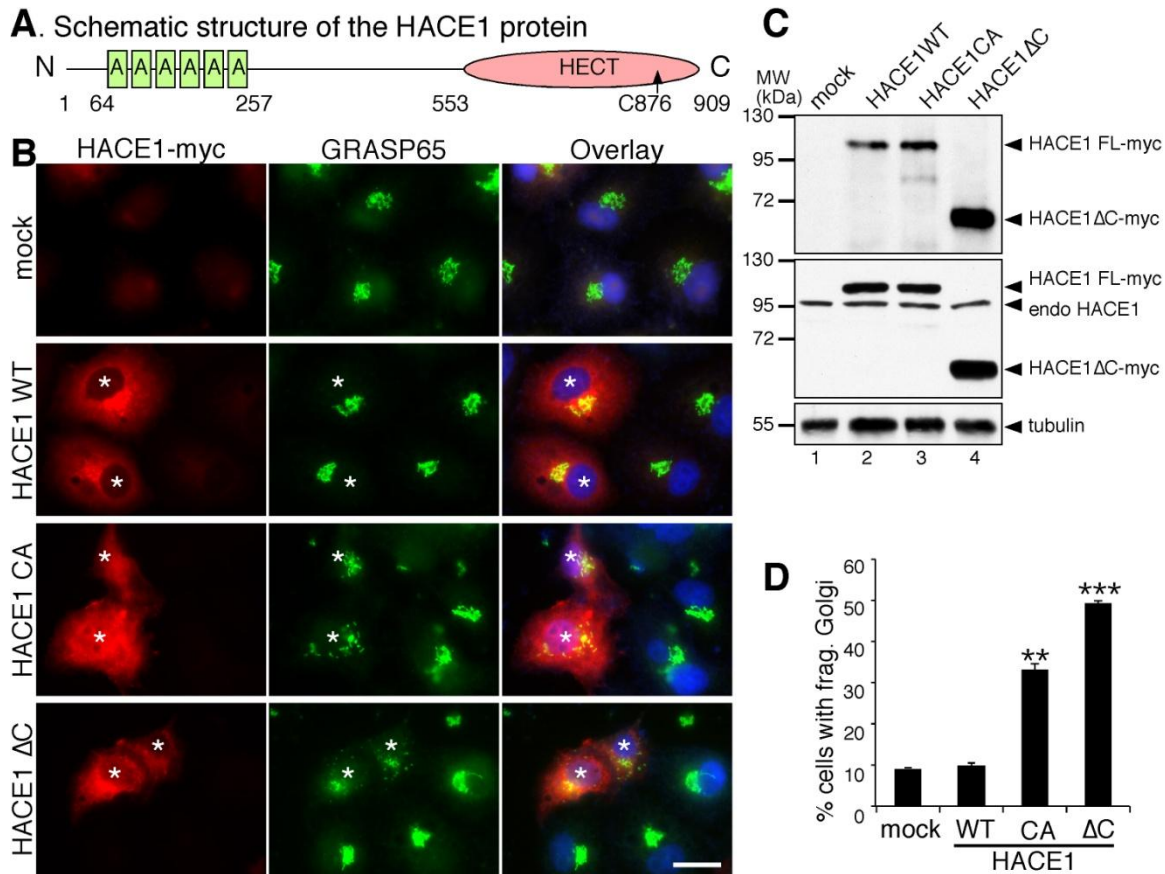 A. Schematic structure of the HACE1 protein
N A A A A A A HECT C
1 64 257 553 C876 909
B
HACE1-myc GRASP65 Overlay
mock
* * *
HACE1 WT
* * *
* * *
HACE1 CA
* * *
* * *
HACE1 ΔC
* * *
* * *
C
mock HACE1WT HACE1CA HACE1ΔC
MW
(kDa)
130
HACE1 FL-myc
95
72
HACE1ΔC-myc
130
HACE1 FL-myc
95
endo HACE1
72
HACE1ΔC-myc
55
tubulin
1 2 3 4
D
% cells with frag. Golgi
60
50
40
30
20
10
0
**
***
mock WT CA ΔC
HACE1